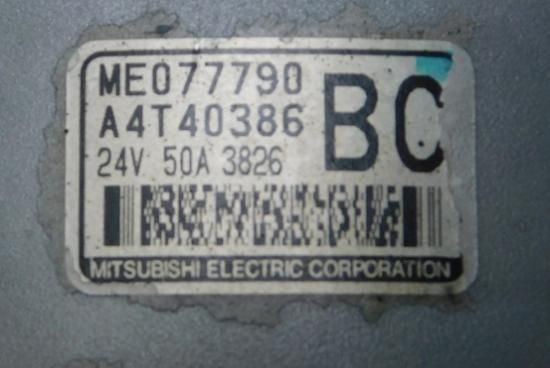 ME077790
A4T40386
BC
24V 50A 3826
MITSUBISHI ELECTRIC CORPORATION